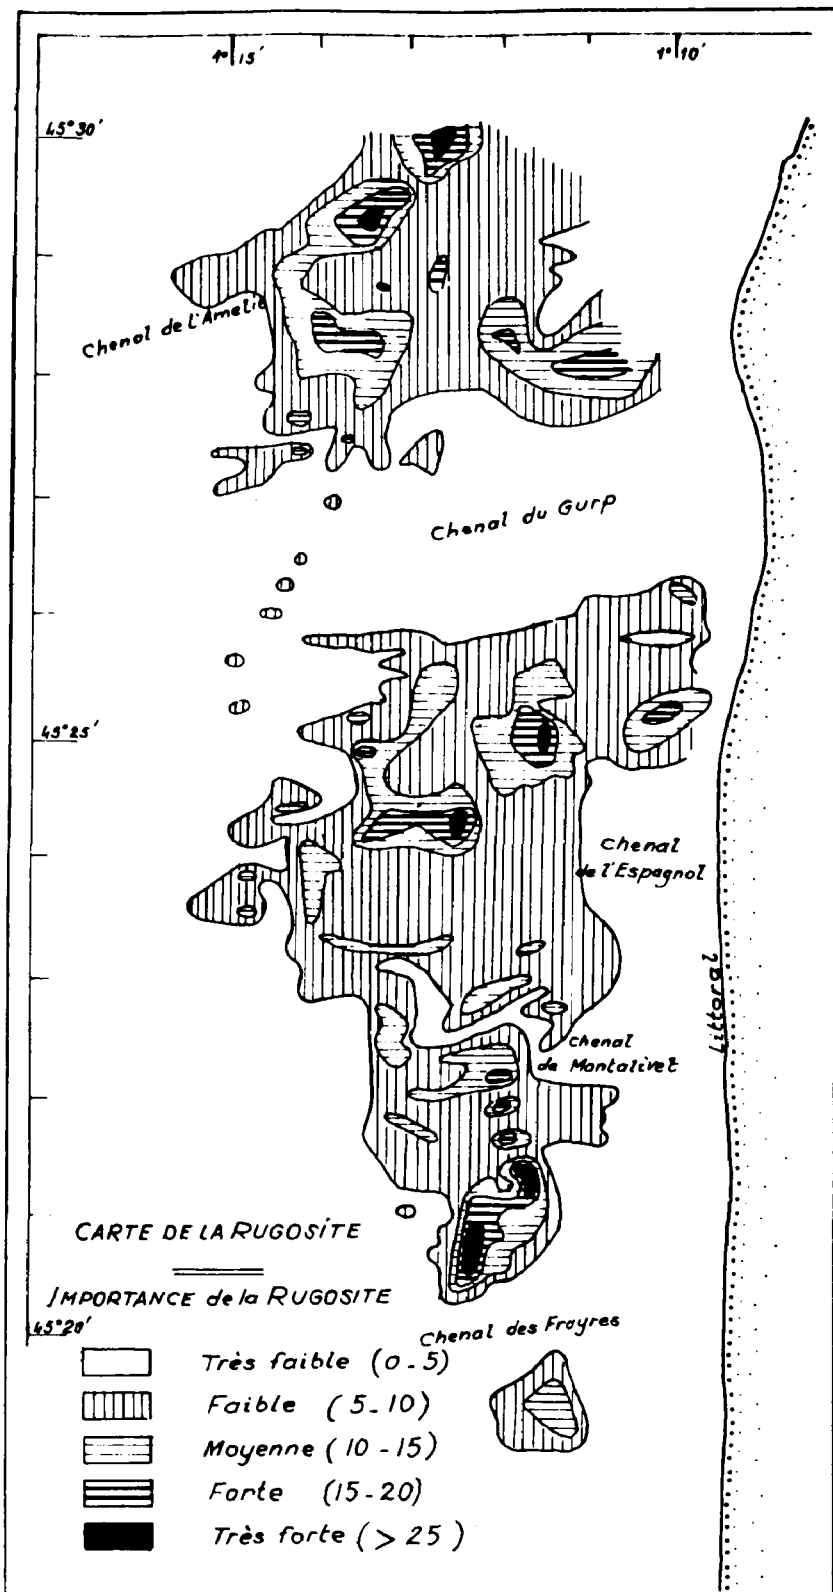 1° 15'
1° 10'
45° 30'
Chenal de l'Amelie
Chenal du Gurp
45° 25'
Chenal
de l'Espagnol
Littoral
Chenal
de Montalivet
CARTE DE LA RUGOSITE
IMPORTANCE de la RUGOSITE
45° 20'
Chenal des Frayres
Très faible (0-5)
Faible (5-10)
Moyenne (10-15)
Forte (15-20)
Très forte (> 25)